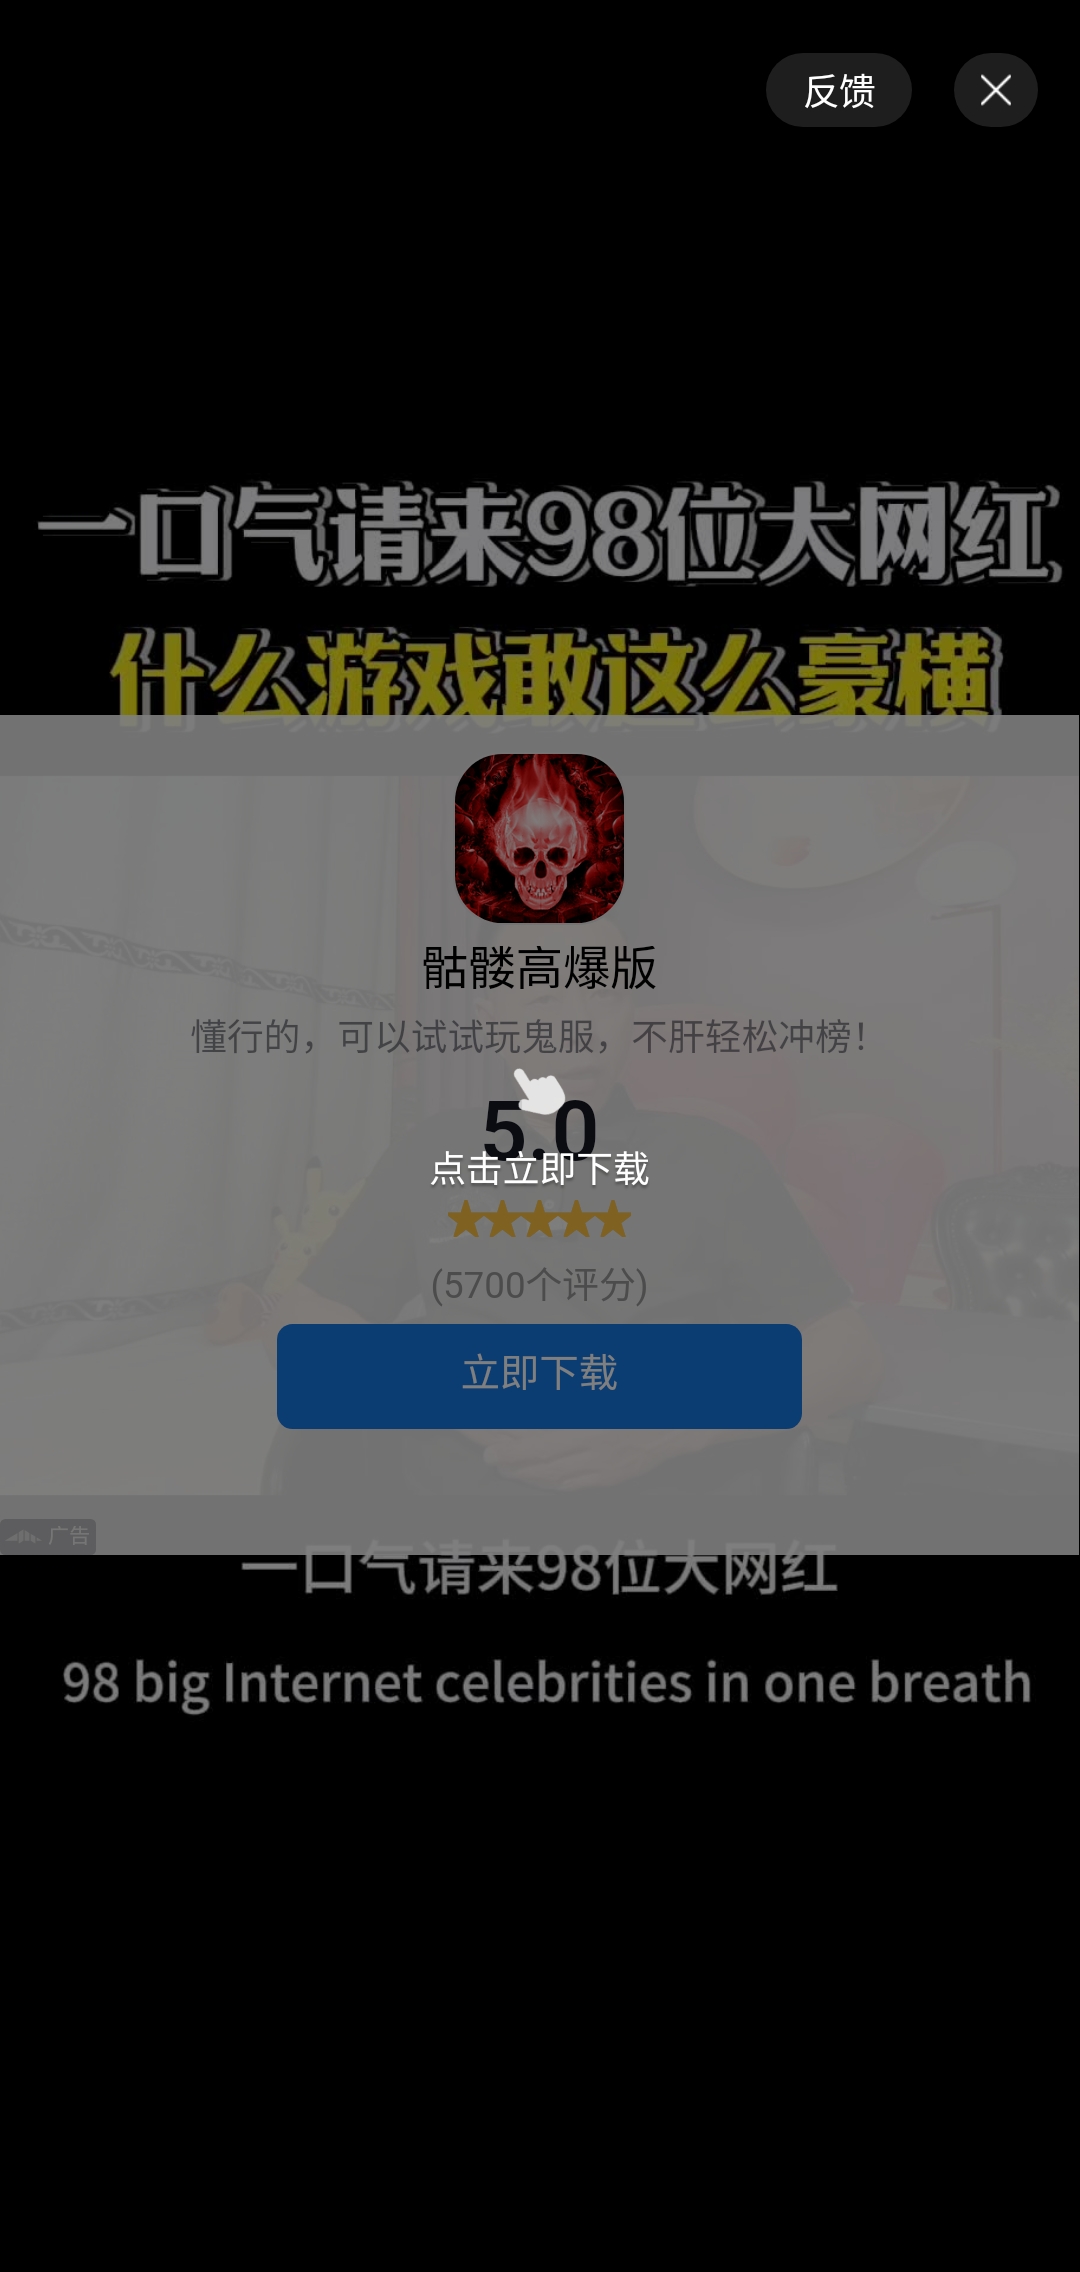 反馈
一口气请来98位大网红
什么游戏敢这么豪横
骷髅高爆版
懂行的，可以试试玩鬼服，不肝轻松冲榜！
5.0
点击立即下载
(5700个评分)
立即下载
广告
一口气请来98位大网红
98 big Internet celebrities in one breath